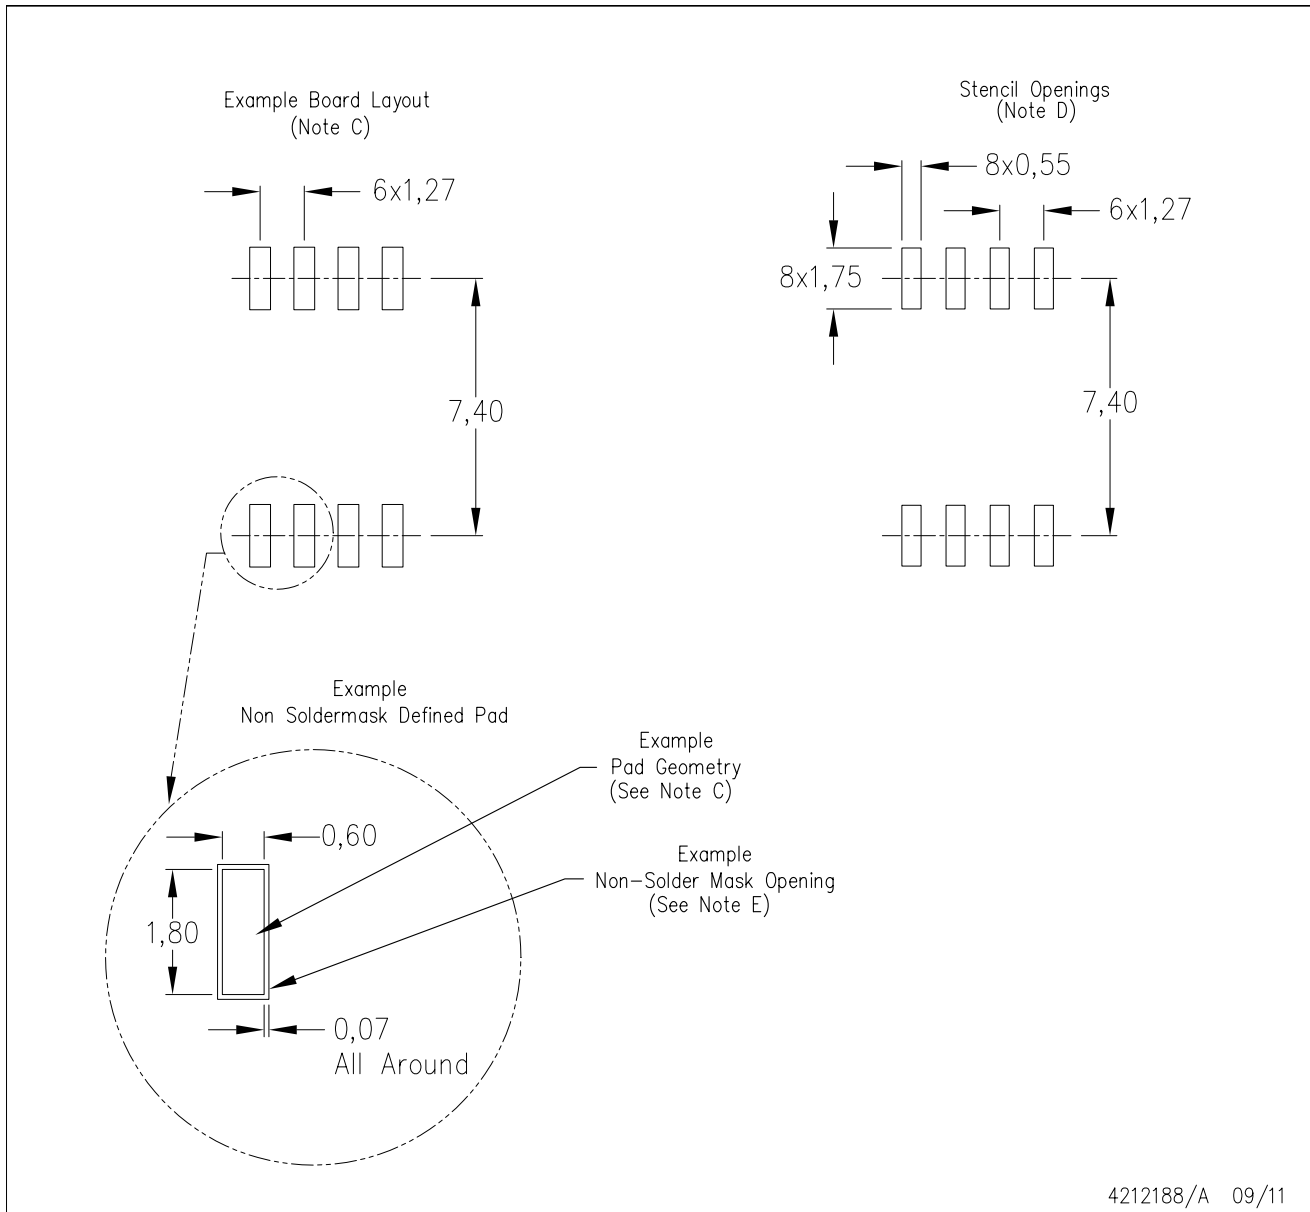 Example Board Layout
(Note C)
6x1,27
7,40
Stencil Openings
(Note D)
8x0,55
6x1,27
8x1,75
7,40
Example
Non Soldermask Defined Pad
Example
Pad Geometry
(See Note C)
0,60
Example
Non-Solder Mask Opening
(See Note E)
1,80
0,07
All Around
4212188/A 09/11